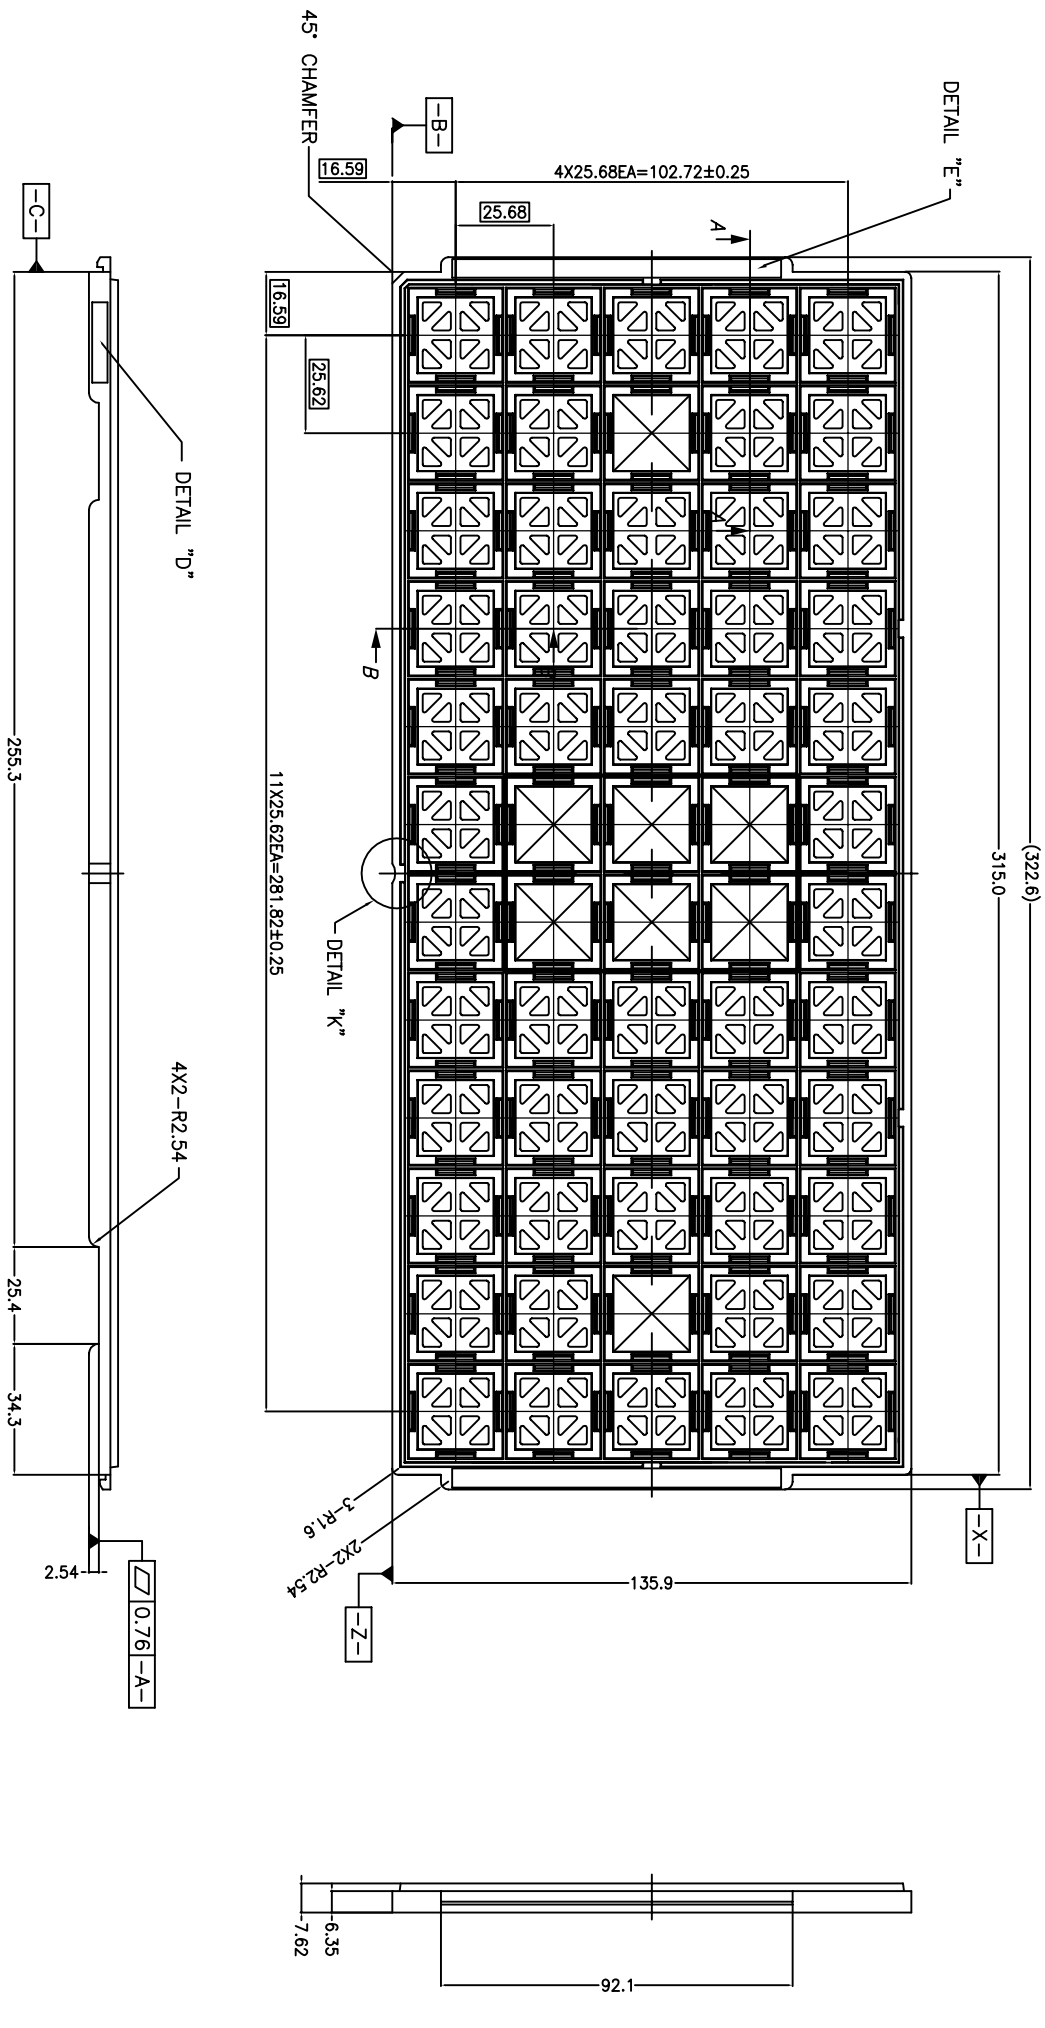 45° CHAMFER
-B-
16.59
4X25.68EA=102.72±0.25
25.68
DETAIL "E"
A
-C-
16.59
25.62
A
(322.6)
315.0
DETAIL "D"
B
255.3
11X25.62EA=281.82±0.25
DETAIL "K"
4X2-R2.54
25.4
34.3
3-R1.6
2X2-R2.54
-X-
135.9
-Z-
2.54
0.76 -A-
6.35
7.62
92.1